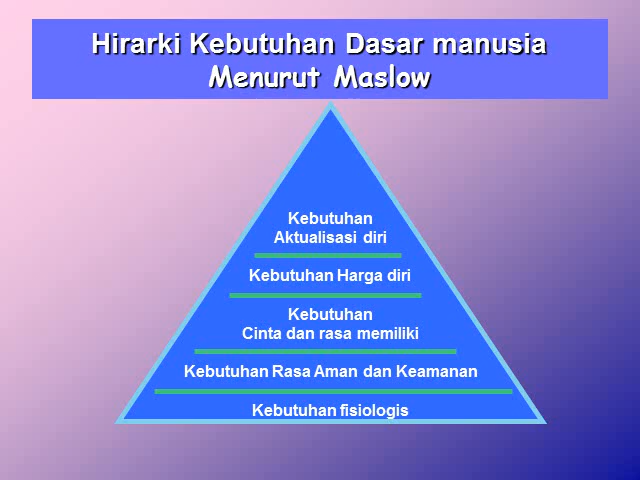 Hirarki Kebutuhan Dasar manusia
Menurut Maslow
Kebutuhan
Aktualisasi diri
Kebutuhan Harga diri
Kebutuhan
Cinta dan rasa memiliki
Kebutuhan Rasa Aman dan Keamanan
Kebutuhan fisiologis